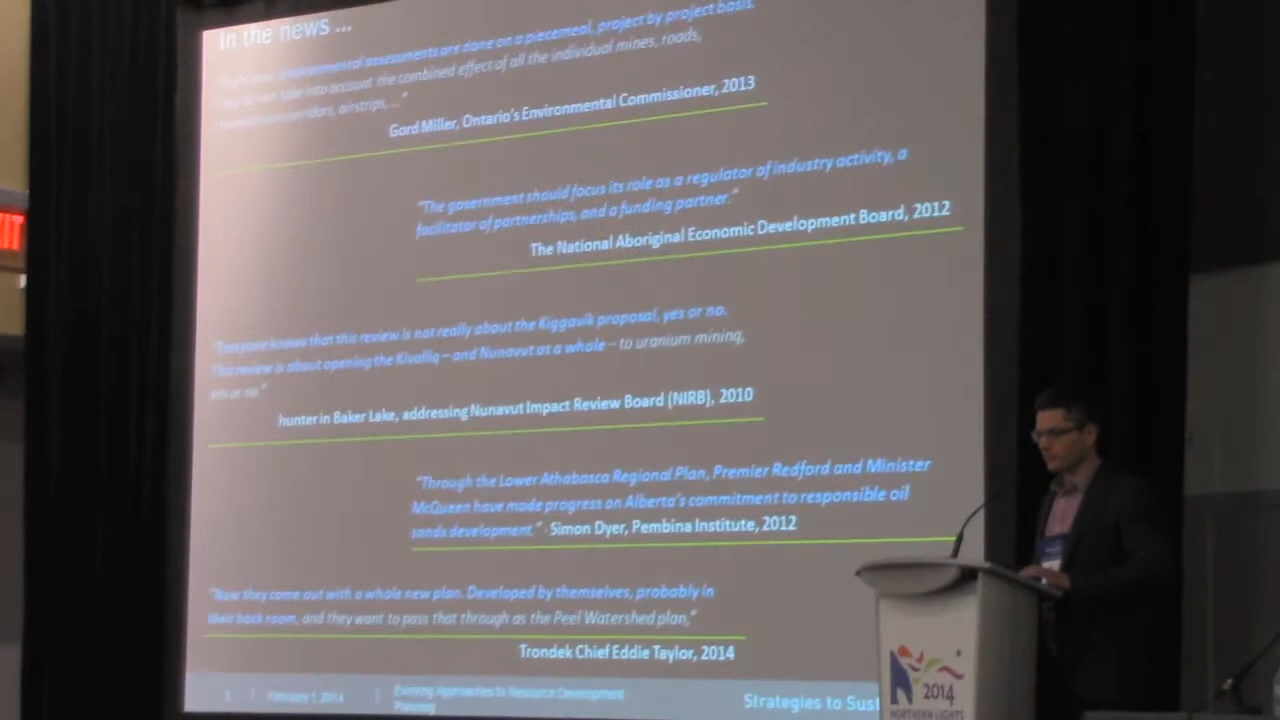 In the news ...
environmental assessments are done on a piecemeal, project by project basis.
take into account the combined effect of all the individual mines, roads,
corridors, airstrips, ..."
Gord Miller, Ontario's Environmental Commissioner, 2013
"The government should focus its role as a regulator of industry activity, a
facilitator of partnerships, and a funding partner."
The National Aboriginal Economic Development Board, 2012
"Everyone knows that this review is not really about the Kiggavik proposal, yes or no.
This review is about opening the Kivalliq – and Nunavut as a whole – to uranium mining,
yes or no."
hunter in Baker Lake, addressing Nunavut Impact Review Board (NIRB), 2010
"Through the Lower Athabasca Regional Plan, Premier Redford and Minister
McQueen have made progress on Alberta's commitment to responsible oil
sands development." - Simon Dyer, Pembina Institute, 2012
"Now they come out with a whole new plan. Developed by themselves, probably in
their back room, and they want to pass that through as the Peel Watershed plan,"
Trondek Chief Eddie Taylor, 2014
February 1, 2014
Evolving Approaches to Resource Development
Planning
Strategies to Sus
2014
NORTHERN LIGHTS